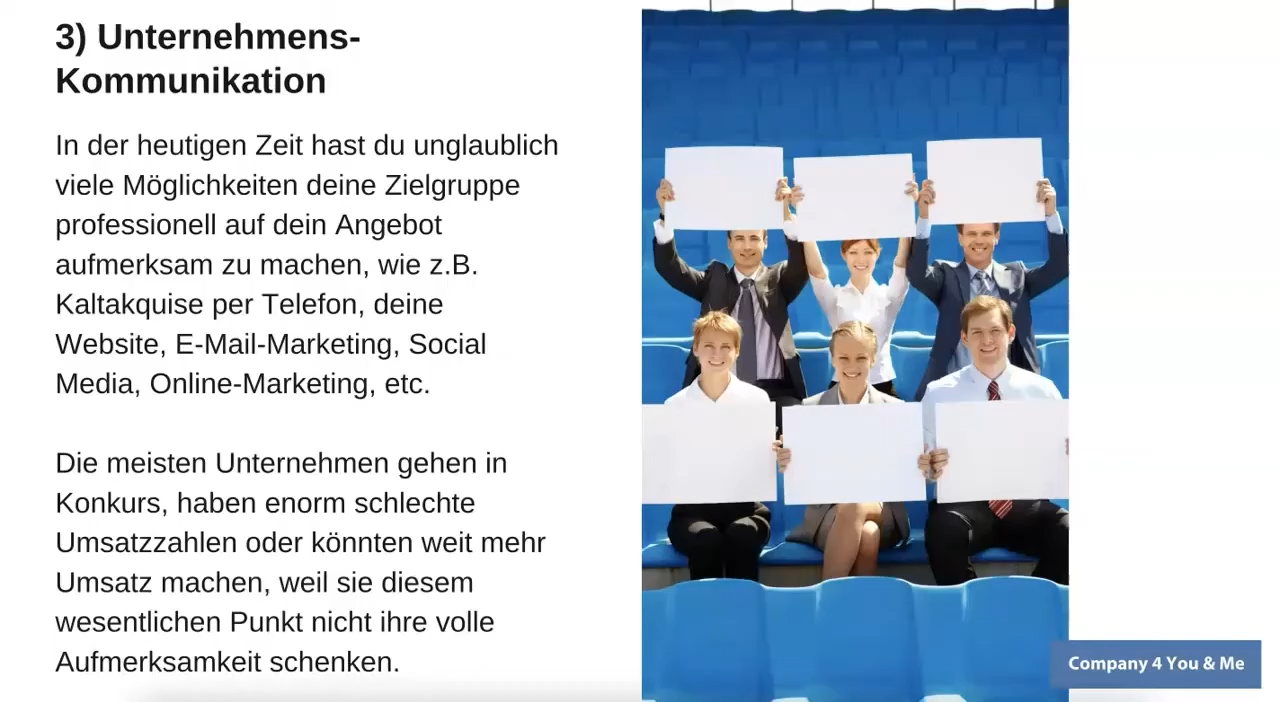 3) Unternehmens-
Kommunikation
In der heutigen Zeit hast du unglaublich
viele Möglichkeiten deine Zielgruppe
professionell auf dein Angebot
aufmerksam zu machen, wie z.B.
Kaltakquise per Telefon, deine
Website, E-Mail-Marketing, Social
Media, Online-Marketing, etc.
Die meisten Unternehmen gehen in
Konkurs, haben enorm schlechte
Umsatzzahlen oder könnten weit mehr
Umsatz machen, weil sie diesem
wesentlichen Punkt nicht ihre volle
Aufmerksamkeit schenken.
Company 4 You & Me